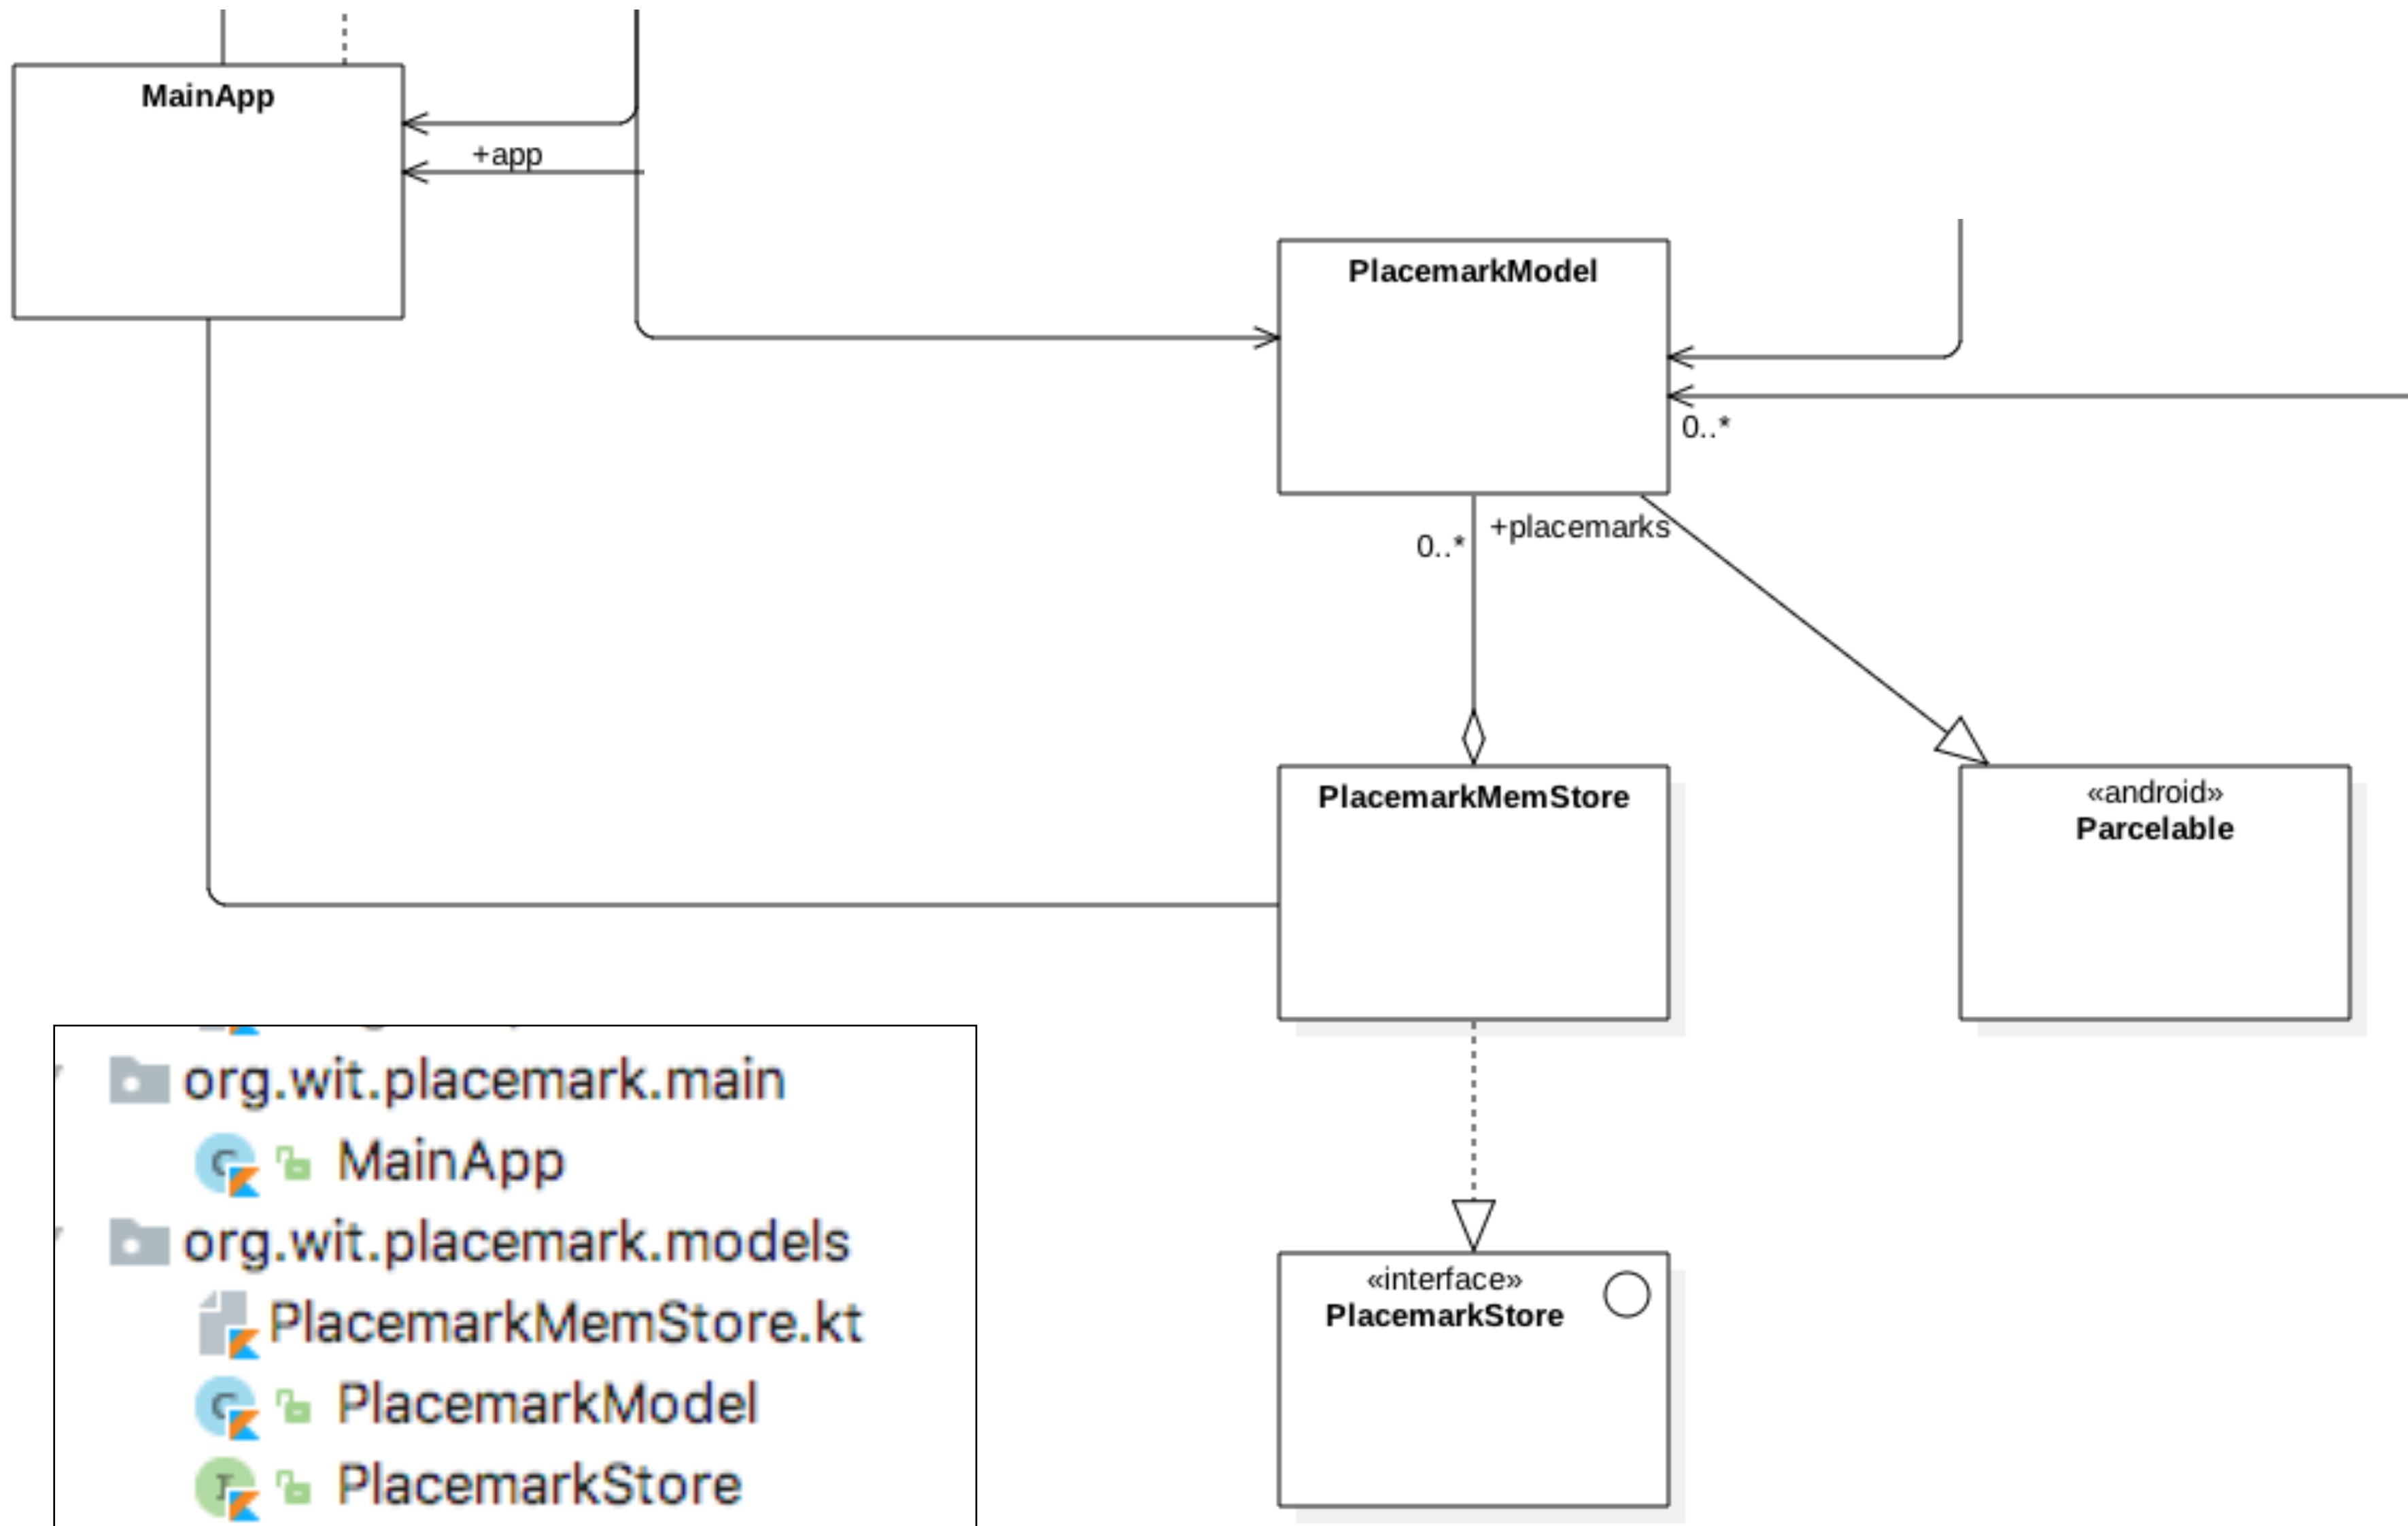 MainApp
+app
PlacemarkModel
0..*
+placemarks
0..*
PlacemarkMemStore
«android»
Parcelable
«interface»
PlacemarkStore
org.wit.placemark.main
MainApp
org.wit.placemark.models
PlacemarkMemStore.kt
PlacemarkModel
PlacemarkStore